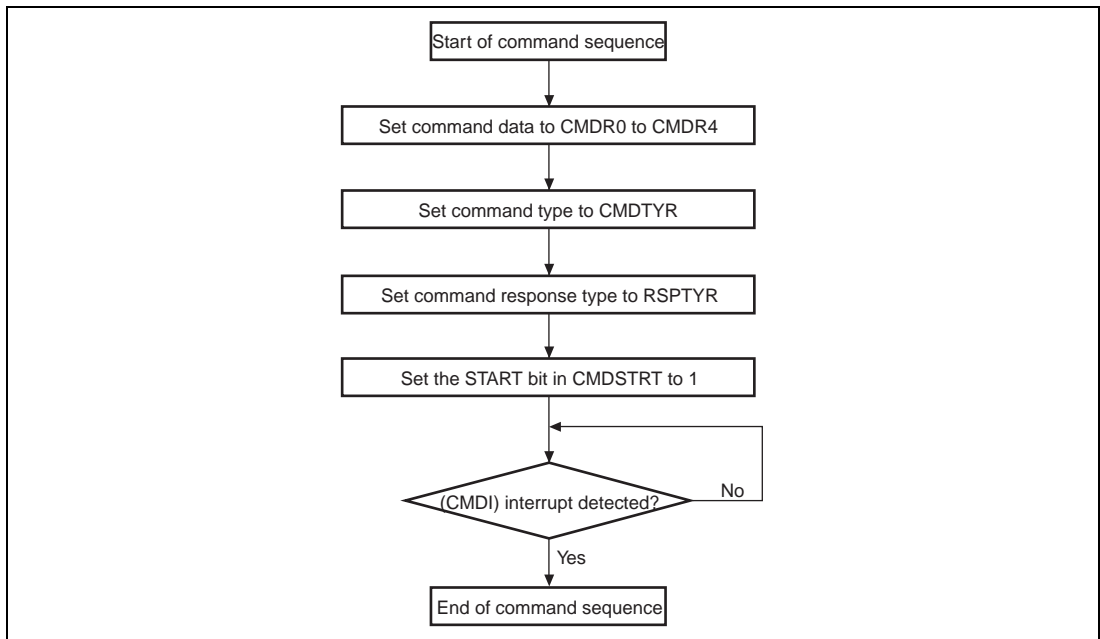 Start of command sequence
Set command data to CMDR0 to CMDR4
Set command type to CMDTYR
Set command response type to RSPTYR
Set the START bit in CMDSTRT to 1
(CMDI) interrupt detected?
No
Yes
End of command sequence